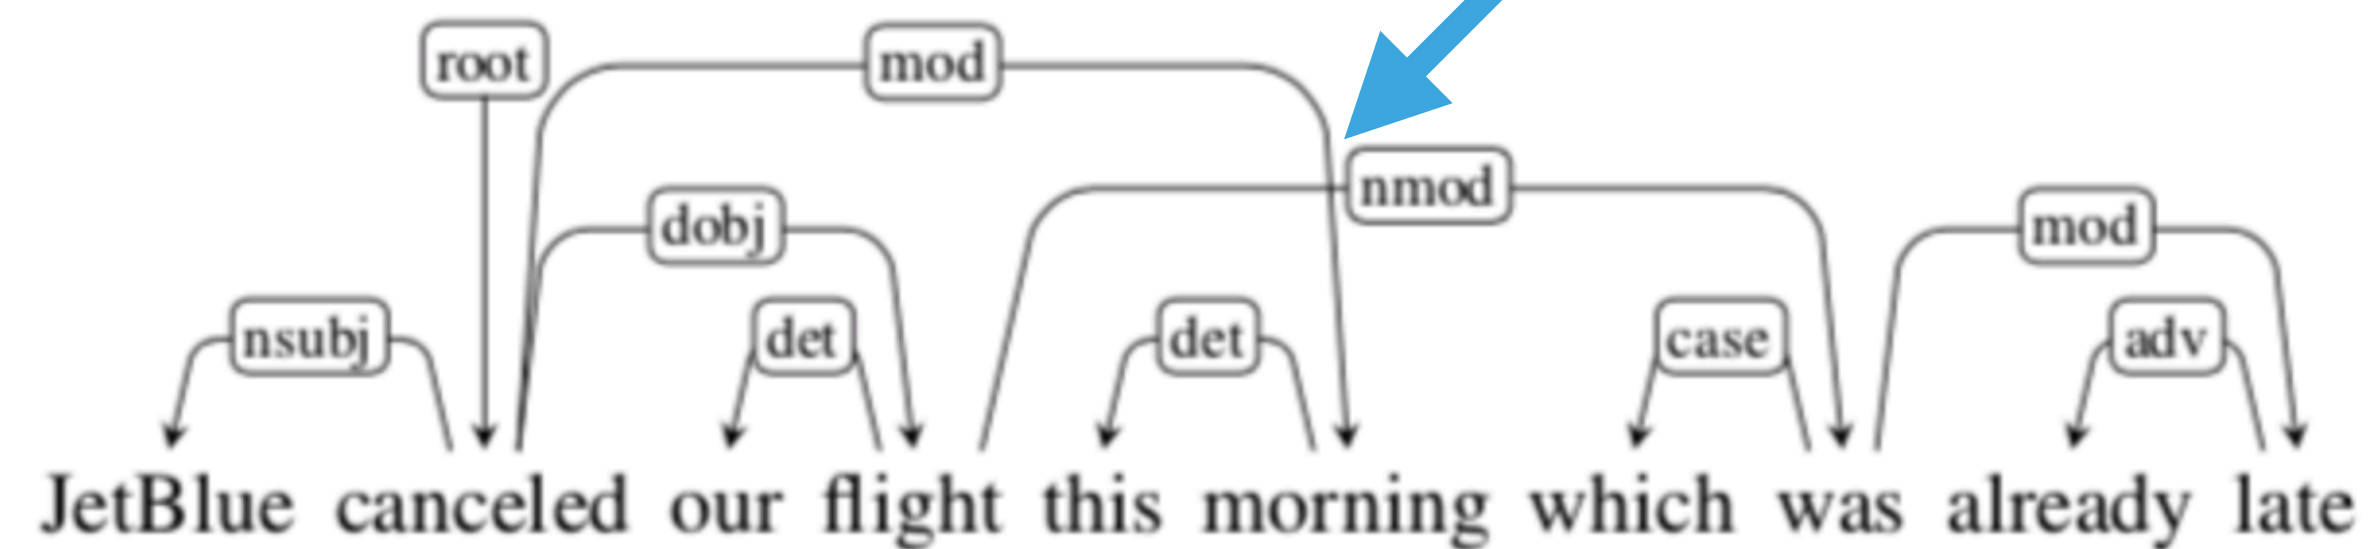 root mod
nmod
dobj mod
nsubj det det case adv
JetBlue canceled our flight this morning which was already late